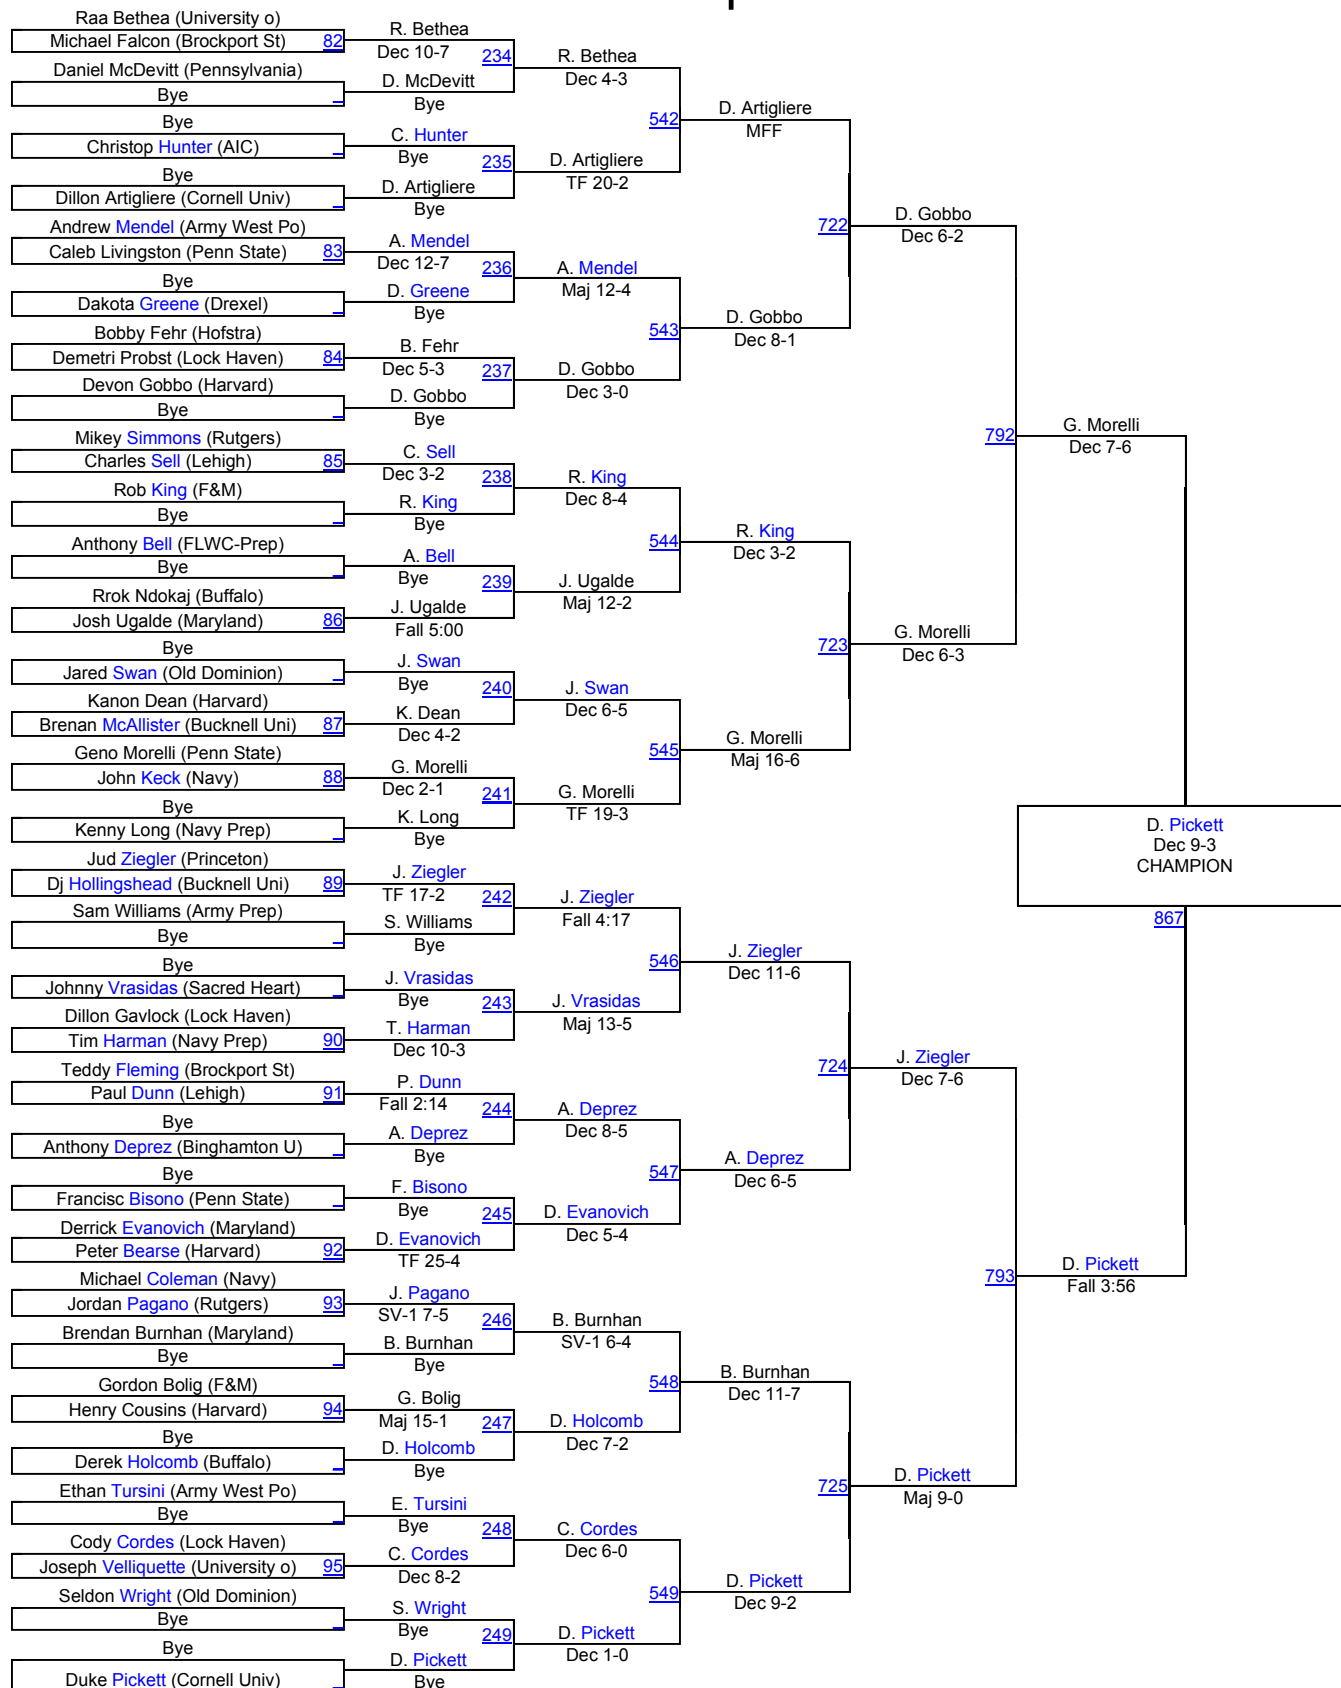 Raa Bethea (University o)
Michael Falcon (Brockport St) 82
Daniel McDevitt (Pennsylvania)
Bye
Bye
Christop Hunter (AIC)
Bye
Dillon Artigliere (Cornell Univ)
Andrew Mendel (Army West Po)
Caleb Livingston (Penn State) 83
Bye
Dakota Greene (Drexel)
Bobby Fehr (Hofstra)
Demetri Probst (Lock Haven) 84
Devon Gobbo (Harvard)
Bye
Mikey Simmons (Rutgers)
Charles Sell (Lehigh) 85
Rob King (F&M)
Bye
Anthony Bell (FLWC-Prep)
Bye
Rrok Ndokaj (Buffalo)
Josh Ugalde (Maryland) 86
Bye
Jared Swan (Old Dominion)
Kanon Dean (Harvard)
Brenan McAllister (Bucknell Uni) 87
Geno Morelli (Penn State)
John Keck (Navy) 88
Bye
Kenny Long (Navy Prep)
Jud Ziegler (Princeton)
Dj Hollingshead (Bucknell Uni) 89
Sam Williams (Army Prep)
Bye
Bye
Johnny Vrasidas (Sacred Heart)
Dillon Gavlock (Lock Haven)
Tim Harman (Navy Prep) 90
Teddy Fleming (Brockport St)
Paul Dunn (Lehigh) 91
Bye
Anthony Deprez (Binghamton U)
Bye
Francisc Bisono (Penn State)
Derrick Evanovich (Maryland)
Peter Bearse (Harvard) 92
Michael Coleman (Navy)
Jordan Pagano (Rutgers) 93
Brendan Burnhan (Maryland)
Bye
Gordon Bolig (F&M)
Henry Cousins (Harvard) 94
Bye
Derek Holcomb (Buffalo)
Ethan Tursini (Army West Po)
Bye
Cody Cordes (Lock Haven)
Joseph Velliquette (University o) 95
Seldon Wright (Old Dominion)
Bye
Bye
Duke Pickett (Cornell Univ)
R. Bethea
Dec 10-7
234
D. McDevitt
Bye
C. Hunter
Bye
235
D. Artigliere
Bye
A. Mendel
Dec 12-7
236
D. Greene
Bye
B. Fehr
Dec 5-3
237
D. Gobbo
Bye
C. Sell
Dec 3-2
238
R. King
Bye
A. Bell
Bye
239
J. Ugalde
Fall 5:00
J. Swan
Bye
240
K. Dean
Dec 4-2
G. Morelli
Dec 2-1
241
K. Long
Bye
J. Ziegler
TF 17-2
242
S. Williams
Bye
J. Vrasidas
Bye
243
T. Harman
Dec 10-3
P. Dunn
Fall 2:14
244
A. Deprez
Bye
F. Bisono
Bye
245
D. Evanovich
TF 25-4
J. Pagano
SV-1 7-5
246
B. Burnhan
Bye
G. Bolig
Maj 15-1
247
D. Holcomb
Bye
E. Tursini
Bye
248
C. Cordes
Dec 8-2
S. Wright
Bye
249
D. Pickett
Bye
R. Bethea
Dec 4-3
542
D. Artigliere
TF 20-2
A. Mendel
Maj 12-4
543
D. Gobbo
Dec 3-0
R. King
Dec 8-4
544
J. Ugalde
Maj 12-2
J. Swan
Dec 6-5
545
G. Morelli
TF 19-3
J. Ziegler
Fall 4:17
546
J. Vrasidas
Maj 13-5
A. Deprez
Dec 8-5
547
D. Evanovich
Dec 5-4
B. Burnhan
SV-1 6-4
548
D. Holcomb
Dec 7-2
C. Cordes
Dec 6-0
549
D. Pickett
Dec 1-0
D. Artigliere
MFF
722
D. Gobbo
Dec 8-1
R. King
Dec 3-2
723
G. Morelli
Maj 16-6
J. Ziegler
Dec 11-6
724
A. Deprez
Dec 6-5
B. Burnhan
Dec 11-7
725
D. Pickett
Dec 9-2
D. Gobbo
Dec 6-2
792
G. Morelli
Dec 6-3
J. Ziegler
Dec 7-6
793
D. Pickett
Maj 9-0
G. Morelli
Dec 7-6
D. Pickett
Dec 9-3
CHAMPION
867
D. Pickett
Fall 3:56